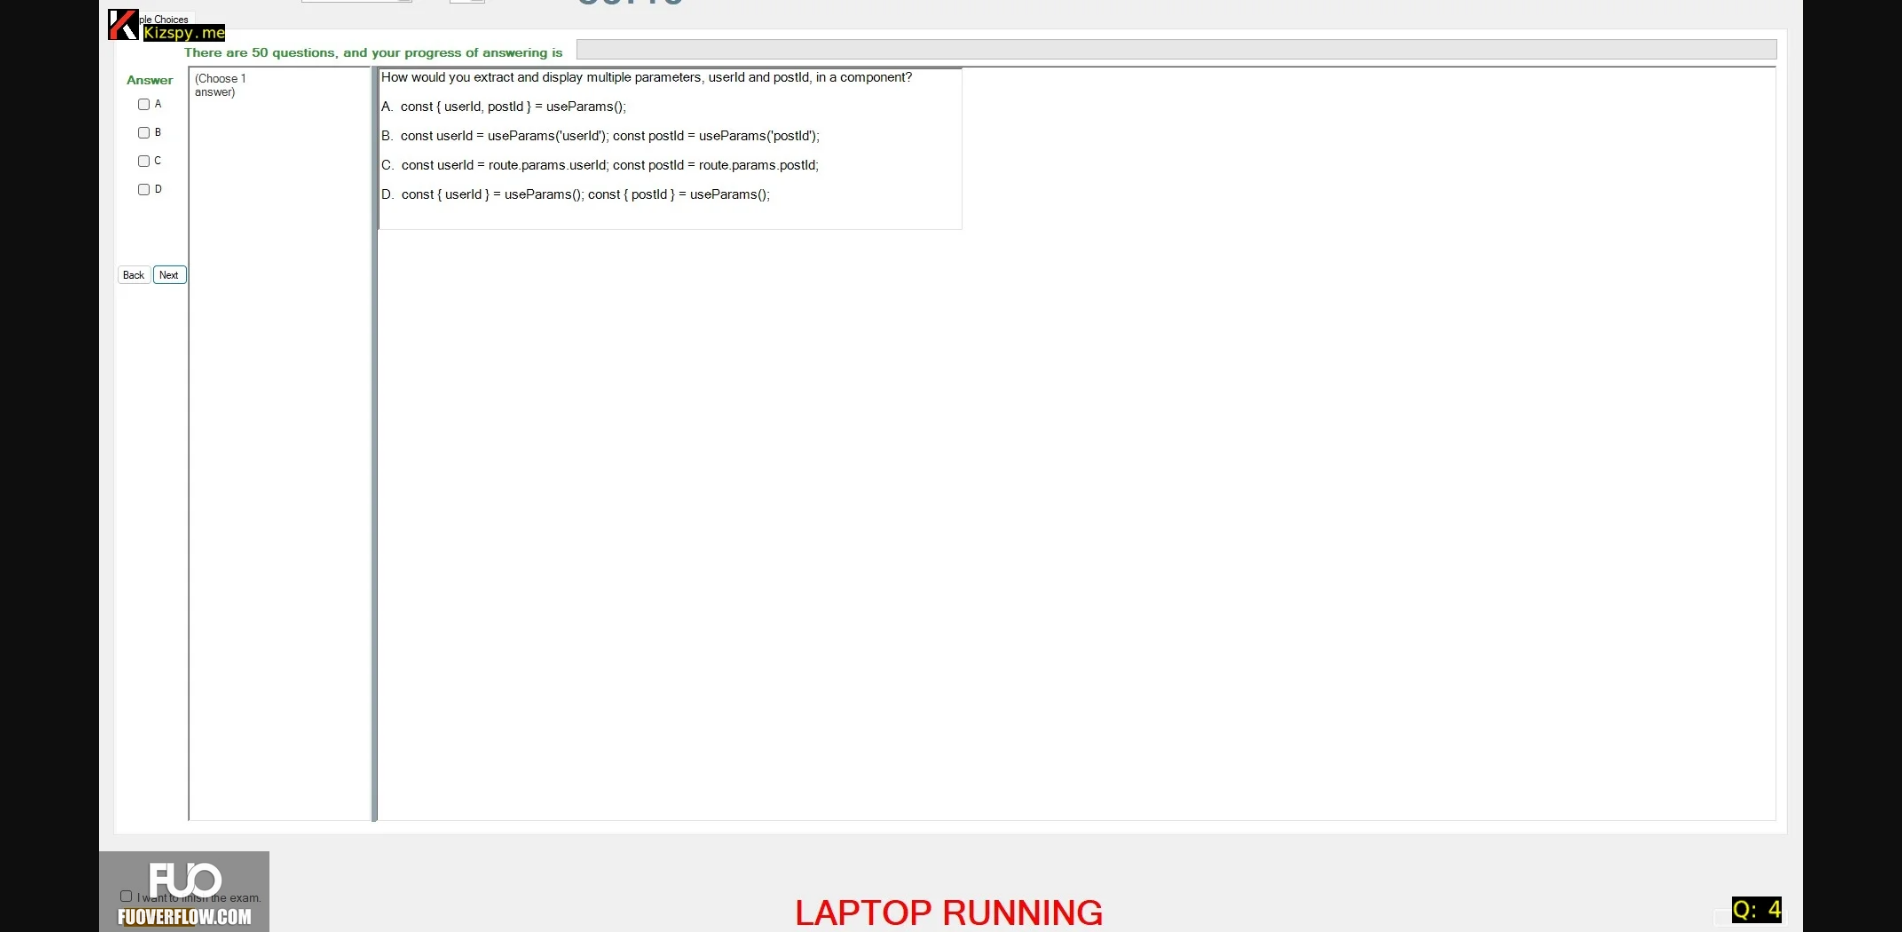 ple Choices
Kizspy.me
There are 50 questions, and your progress of answering is
Answer
(Choose 1
answer)
A
B
C
D
Back
Next
How would you extract and display multiple parameters, userId and postId, in a component?
A. const { userId, postId } = useParams();
B. const userId = useParams('userId'); const postId = useParams('postId');
C. const userId = route.params.userId; const postId = route.params.postId;
D. const { userId } = useParams(); const { postId } = useParams();
FUO
I want to finish the exam.
FUOVERFLOW.COM
LAPTOP RUNNING
Q: 4